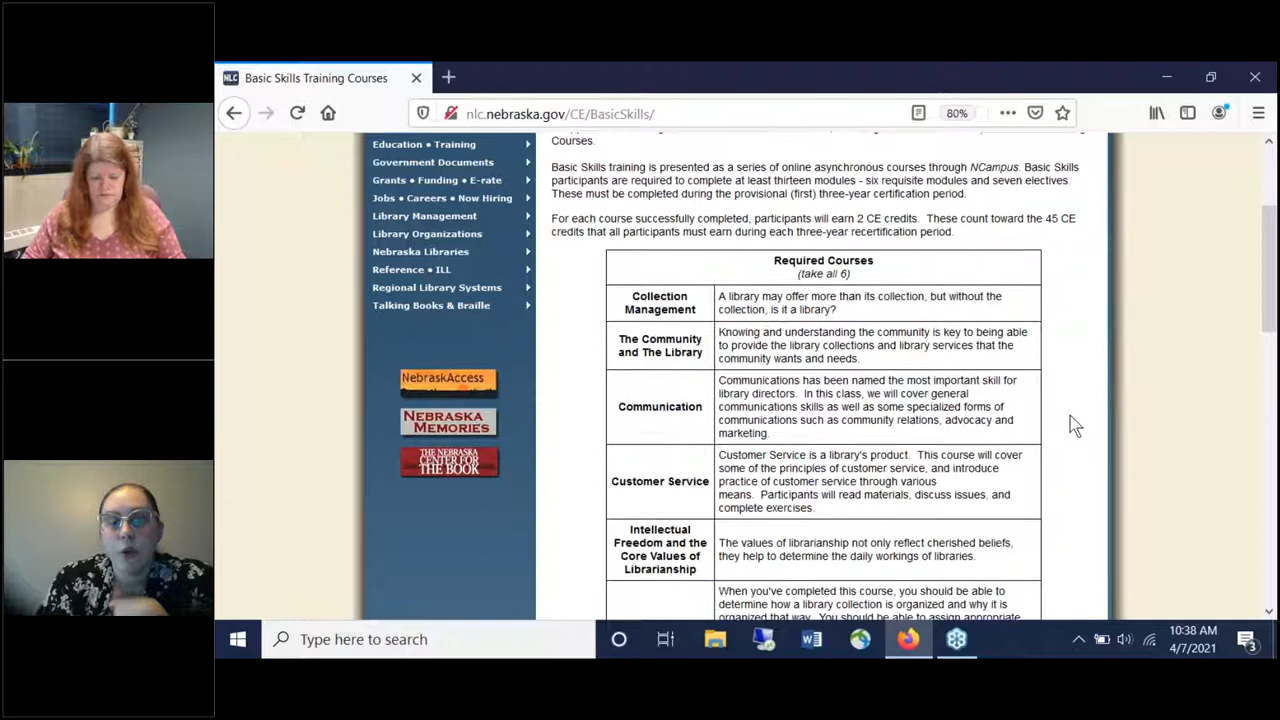 NLC Basic Skills Training Courses
nlc.nebraska.gov/CE/BasicSkills/
80%
Education • Training
Government Documents
Grants • Funding • E-rate
Jobs • Careers • Now Hiring
Library Management
Library Organizations
Nebraska Libraries
Reference • ILL
Regional Library Systems
Talking Books & Braille
NebraskAccess
NEBRASKA
MEMORIES
THE NEBRASKA
CENTER FOR
THE BOOK
Courses.
Basic Skills training is presented as a series of online asynchronous courses through NCampus. Basic Skills
participants are required to complete at least thirteen modules - six requisite modules and seven electives.
These must be completed during the provisional (first) three-year certification period.
For each course successfully completed, participants will earn 2 CE credits. These count toward the 45 CE
credits that all participants must earn during each three-year recertification period.
Required Courses
(take all 6)
Collection
Management
A library may offer more than its collection, but without the
collection, is it a library?
The Community
and The Library
Knowing and understanding the community is key to being able
to provide the library collections and library services that the
community wants and needs.
Communication
Communications has been named the most important skill for
library directors. In this class, we will cover general
communications skills as well as some specialized forms of
communications such as community relations, advocacy and
marketing.
Customer Service
Customer Service is a library's product. This course will cover
some of the principles of customer service, and introduce
practice of customer service through various
means. Participants will read materials, discuss issues, and
complete exercises.
Intellectual
Freedom and the
Core Values of
Librarianship
The values of librarianship not only reflect cherished beliefs,
they help to determine the daily workings of libraries.
When you've completed this course, you should be able to
determine how a library collection is organized and why it is
organized that way. You should be able to assign appropriate
Type here to search
10:38 AM
4/7/2021
3